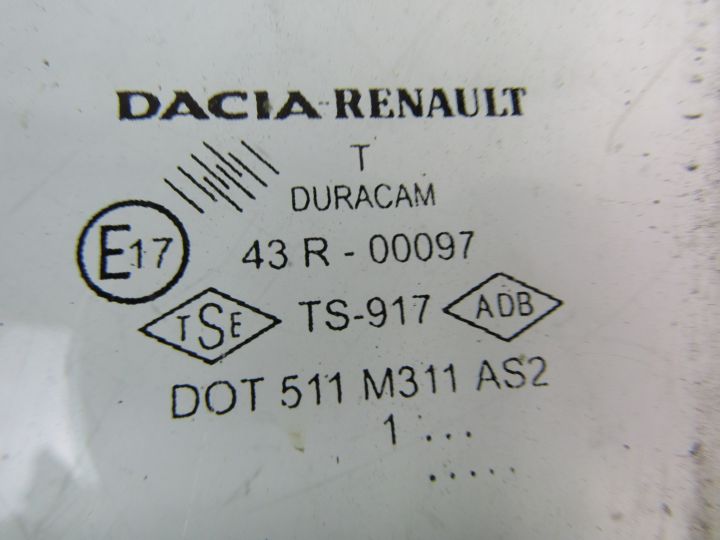 DACIA-RENAULT
T
DURACAM
E17 43 R - 00097
TSE TS-917 ADB
DOT 511 M311 AS2
1 ...
.....